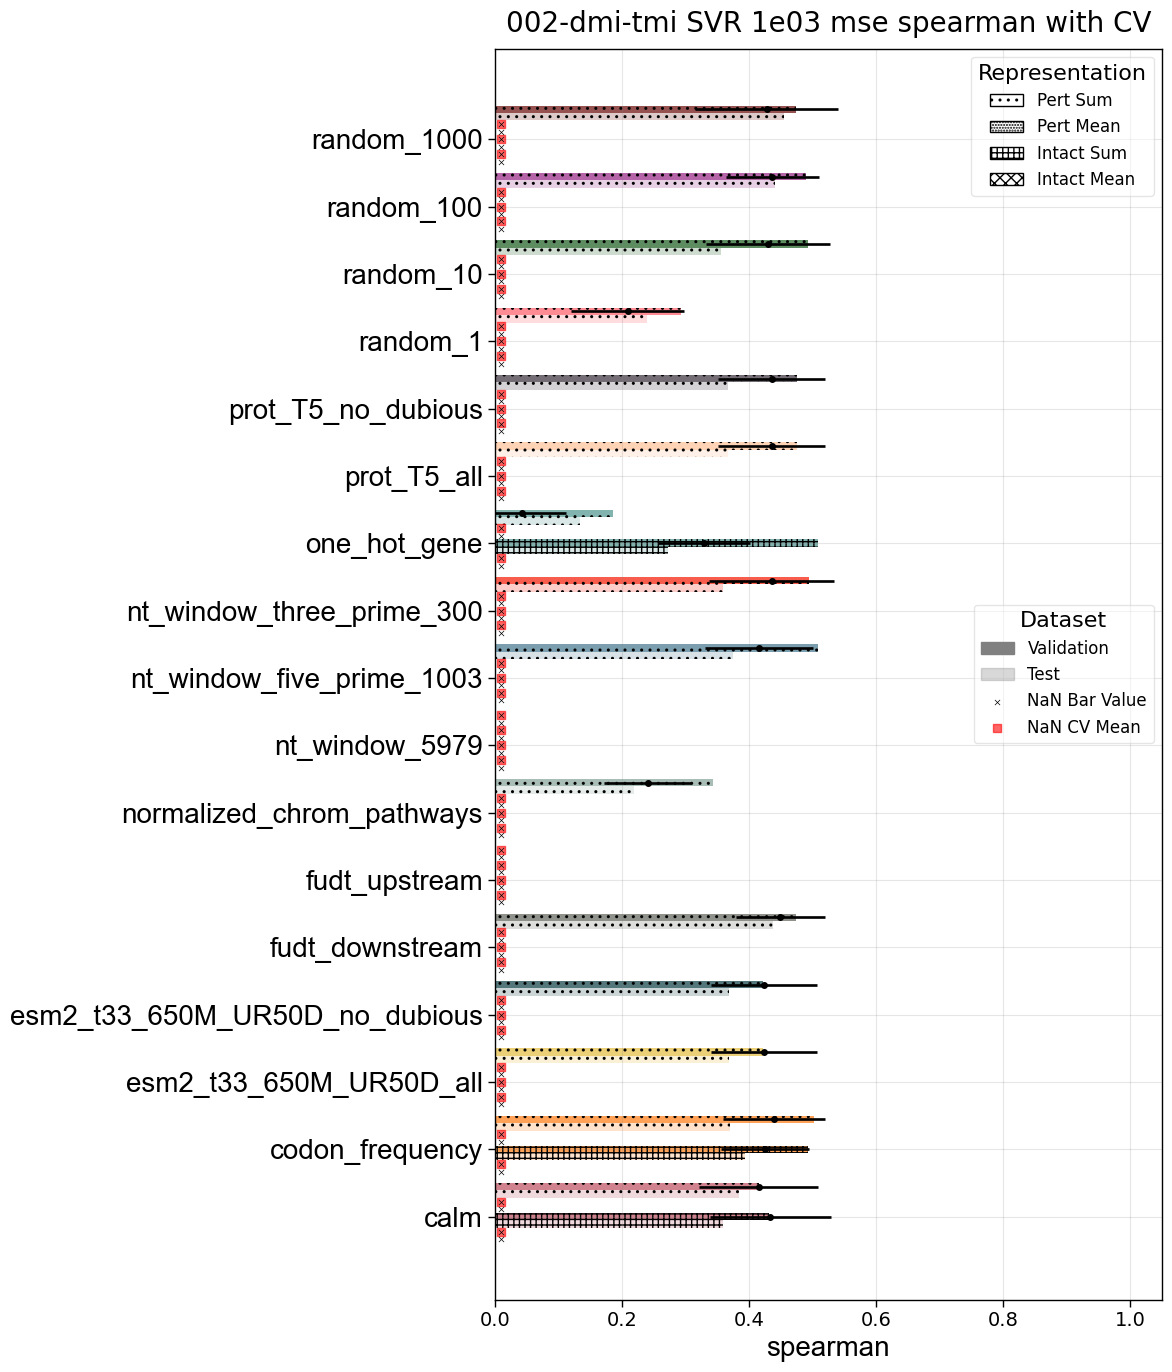 002-dmi-tmi SVR 1e03 mse spearman with CV
Representation
Pert Sum
Pert Mean
Intact Sum
Intact Mean
random_1000
random_100
random_10
random_1
prot_T5_no_dubious
prot_T5_all
one_hot_gene
nt_window_three_prime_300
Dataset
Validation
Test
NaN Bar Value
NaN CV Mean
nt_window_five_prime_1003
nt_window_5979
normalized_chrom_pathways
fudt_upstream
fudt_downstream
esm2_t33_650M_UR50D_no_dubious
esm2_t33_650M_UR50D_all
codon_frequency
calm
0.0 0.2 0.4 0.6 0.8 1.0
spearman